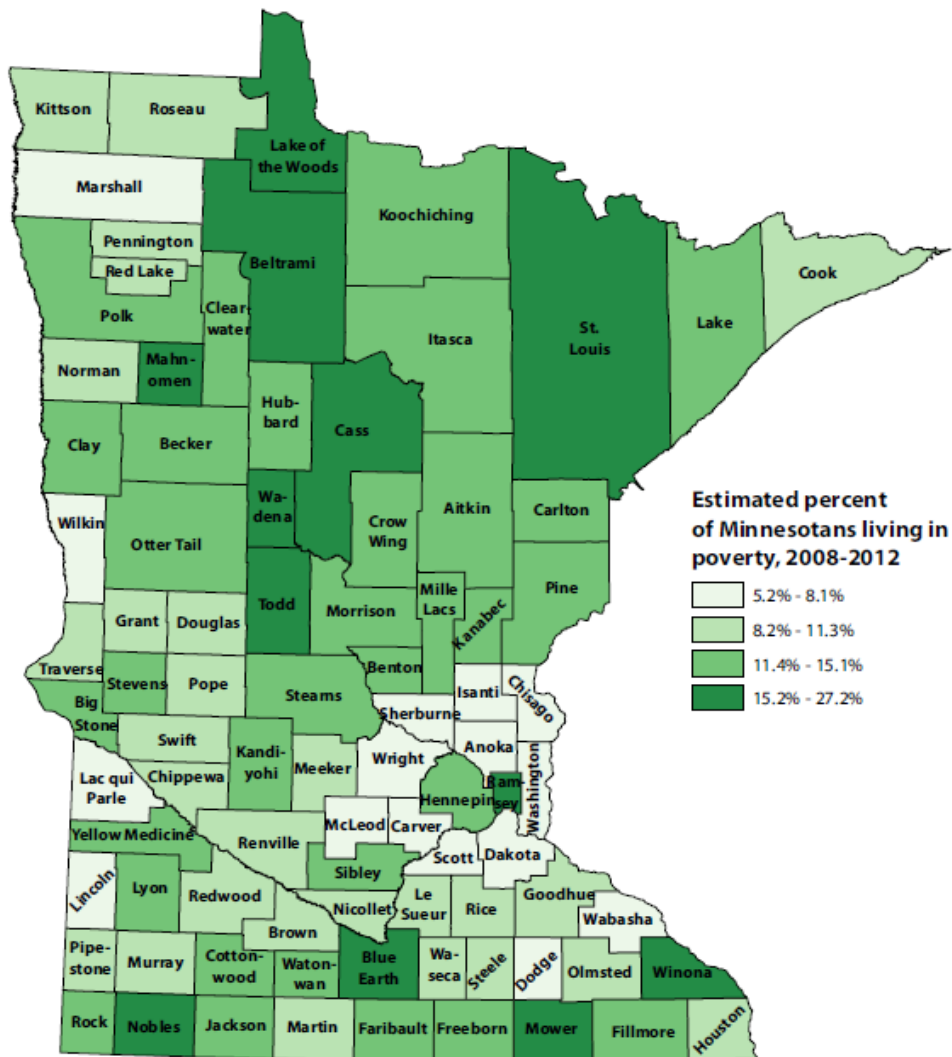 Kittson
Roseau
Lake of
the Woods
Marshall
Koochiching
Pennington
Beltrami
Red Lake
Cook
Clear-
water
Polk
Lake
St.
Louis
Itasca
Norman
Mahn-
omen
Hub-
bard
Cass
Clay
Becker
Wa-
dena
Aitkin
Carlton
Crow
Wing
Wilkin
Otter Tail
Estimated percent
of Minnesotans living in
poverty, 2008-2012
5.2% - 8.1%
8.2% - 11.3%
11.4% - 15.1%
15.2% - 27.2%
Mille
Lacs
Pine
Todd
Morrison
Kanabec
Grant
Douglas
Traverse
Benton
Stevens
Pope
Stearns
Isanti
Chisago
Big
Stone
Sherburne
Swift
Kandi-
yohi
Anoka
Wright
Meeker
Washington
Lac qui
Parle
Chippewa
Ram-
sey
Hennepin
McLeod
Carver
Yellow Medicine
Renville
Scott
Dakota
Sibley
Lincoln
Lyon
Redwood
Le
Sueur
Goodhue
Nicollet
Rice
Wabasha
Brown
Pipe-
stone
Murray
Cotton-
wood
Waton-
wan
Blue
Earth
Wa-
seca
Steele
Dodge
Olmsted
Winona
Rock
Nobles
Jackson
Martin
Faribault
Freeborn
Mower
Fillmore
Houston